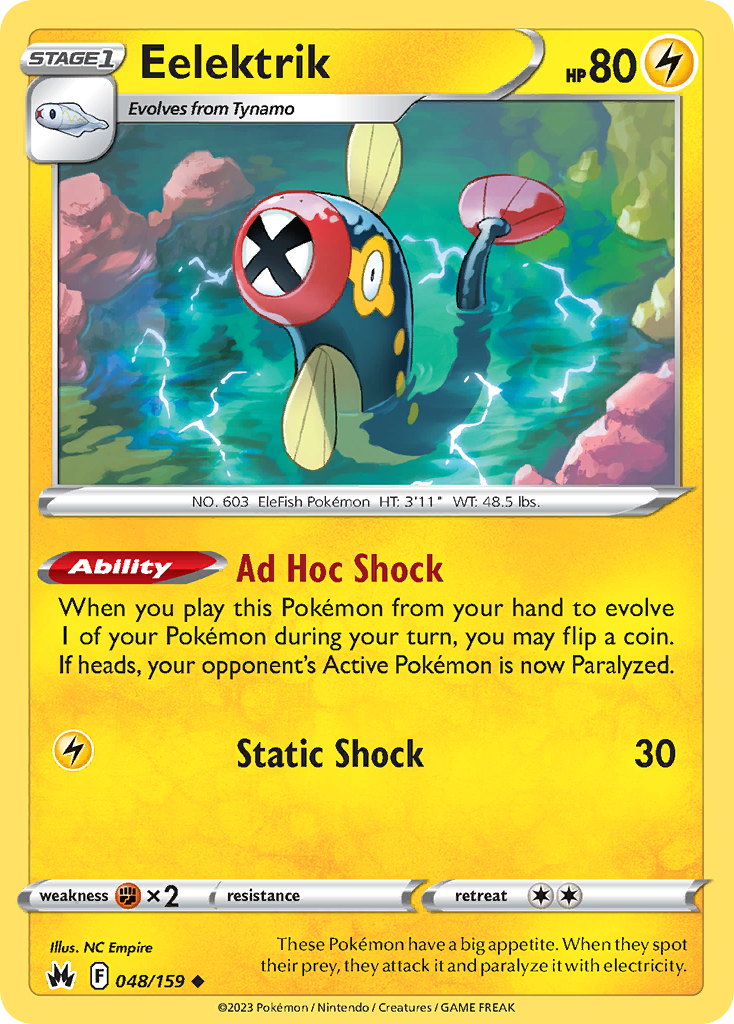 STAGE1
Eelektrik
HP80
Evolves from Tynamo
NO. 603 EleFish Pokémon HT: 3'11" WT: 48.5 lbs.
Ability Ad Hoc Shock
When you play this Pokémon from your hand to evolve
1 of your Pokémon during your turn, you may flip a coin.
If heads, your opponent's Active Pokémon is now Paralyzed.
Static Shock 30
weakness ×2 resistance retreat
Illus. NC Empire
These Pokémon have a big appetite. When they spot
their prey, they attack it and paralyze it with electricity.
F 048/159
©2023 Pokémon / Nintendo / Creatures / GAME FREAK